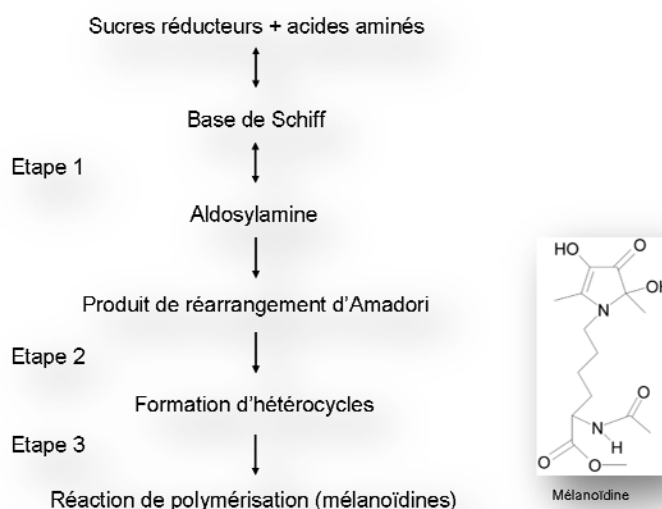 Sucres réducteurs + acides aminés
Base de Schiff
Etape 1
Aldosylamine
Produit de réarrangement d'Amadori
Etape 2
Formation d'hétérocycles
Etape 3
Réaction de polymérisation (mélanoïdines)
HO
O
OH
N
O
N
H
O
O
Mélanoïdine